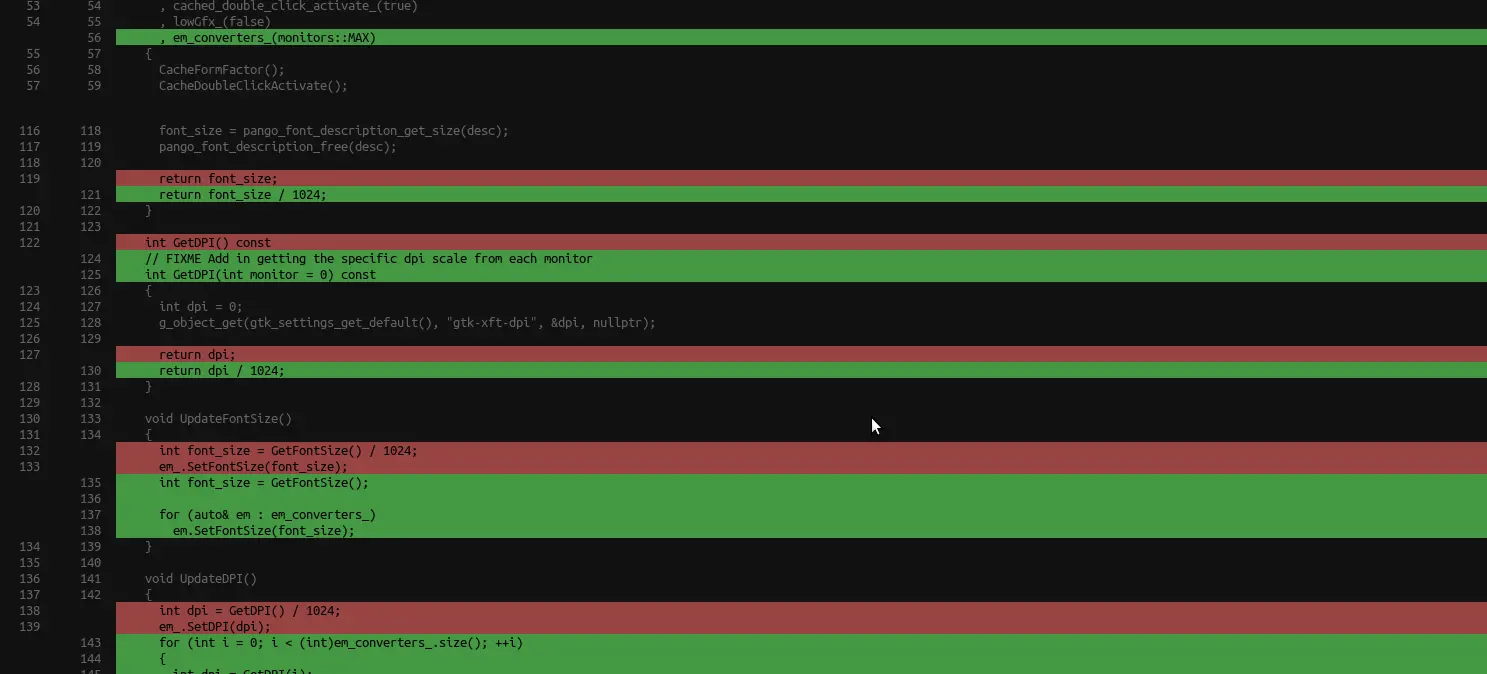 53 54 , cached_double_click_activate_(true)
54 55 , lowGfx_(false)
56 , em_converters_(monitors::MAX)
55 57 {
56 58 CacheFormFactor();
57 59 CacheDoubleClickActivate();
116 118 font_size = pango_font_description_get_size(desc);
117 119 pango_font_description_free(desc);
118 120
119 return font_size;
121 return font_size / 1024;
120 122 }
121 123
122 int GetDPI() const
124 // FIXME Add in getting the specific dpi scale from each monitor
125 int GetDPI(int monitor = 0) const
123 126 {
124 127 int dpi = 0;
125 128 g_object_get(gtk_settings_get_default(), "gtk-xft-dpi", &dpi, nullptr);
126 129
127 return dpi;
130 return dpi / 1024;
128 131 }
129 132
130 133 void UpdateFontSize()
131 134 {
132 int font_size = GetFontSize() / 1024;
133 em_.SetFontSize(font_size);
135 int font_size = GetFontSize();
136
137 for (auto& em : em_converters_)
138 em.SetFontSize(font_size);
134 139 }
135 140
136 141 void UpdateDPI()
137 142 {
138 int dpi = GetDPI() / 1024;
139 em_.SetDPI(dpi);
143 for (int i = 0; i < (int)em_converters_.size(); ++i)
144 {
145 int dpi = GetDPI(i);